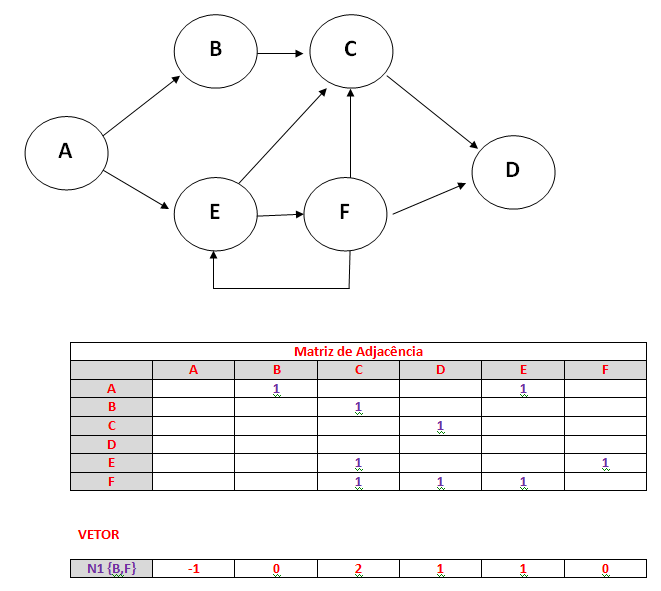 B C
A
D
E F
Matriz de Adjacência
A B C D E F
A 1 1
B 1
C 1
D
E 1 1
F 1 1 1
VETOR
N1 {B,F} -1 0 2 1 1 0